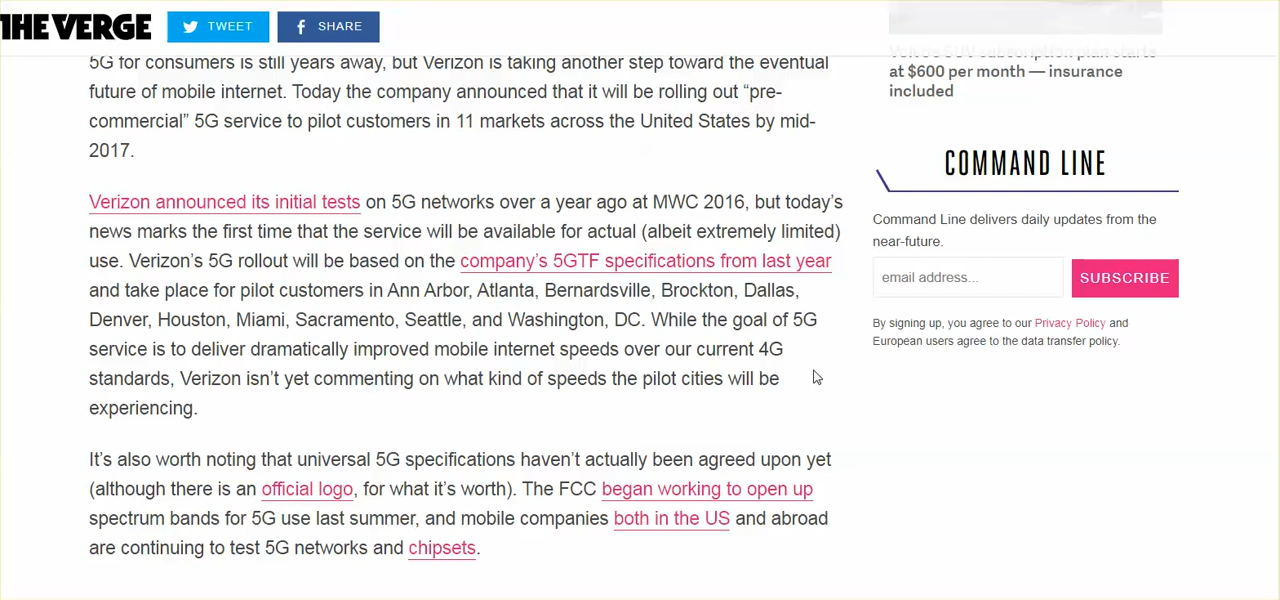 THE VERGE
TWEET
SHARE
5G for consumers is still years away, but Verizon is taking another step toward the eventual
future of mobile internet. Today the company announced that it will be rolling out “pre-
commercial” 5G service to pilot customers in 11 markets across the United States by mid-
2017.
Verizon announced its initial tests on 5G networks over a year ago at MWC 2016, but today’s
news marks the first time that the service will be available for actual (albeit extremely limited)
use. Verizon’s 5G rollout will be based on the company’s 5GTF specifications from last year
and take place for pilot customers in Ann Arbor, Atlanta, Bernardsville, Brockton, Dallas,
Denver, Houston, Miami, Sacramento, Seattle, and Washington, DC. While the goal of 5G
service is to deliver dramatically improved mobile internet speeds over our current 4G
standards, Verizon isn’t yet commenting on what kind of speeds the pilot cities will be
experiencing.
It’s also worth noting that universal 5G specifications haven’t actually been agreed upon yet
(although there is an official logo, for what it’s worth). The FCC began working to open up
spectrum bands for 5G use last summer, and mobile companies both in the US and abroad
are continuing to test 5G networks and chipsets.
SUV subscription plan starts
at $600 per month — insurance
included
COMMAND LINE
Command Line delivers daily updates from the
near-future.
email address...
SUBSCRIBE
By signing up, you agree to our Privacy Policy and
European users agree to the data transfer policy.